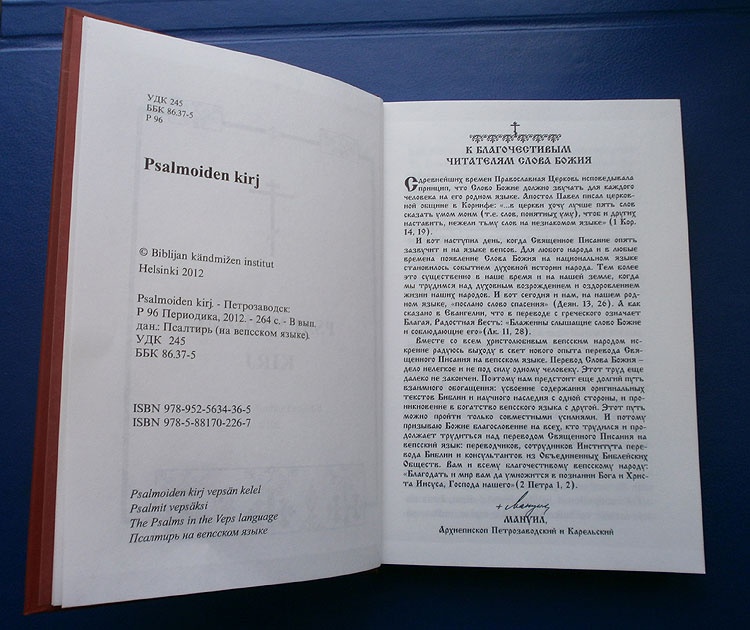 УДК 245
ББК 86.37-5
Р 96
Psalmoiden kirj
© Biblijan kändmižen institut
Helsinki 2012
Psalmoiden kirj. - Петрозаводск:
Р 96 Периодика, 2012. - 264 с. - В вып.
дан.: Псалтирь (на вепсском языке).
УДК 245
ББК 86.37-5
ISBN 978-952-5634-36-5
ISBN 978-5-88170-226-7
Psalmoiden kirj vepsän kelel
Psalmit vepsäksi
The Psalms in the Veps language
Псалтирь на вепсском языке
К БЛАГОЧЕСТИВЫМ
ЧИТАТЕЛЯМ СЛОВА БОЖИЯ
С древнейших времен Православная Церковь исповедывала
принцип, что Слово Божие должно звучать для каждого
человека на его родном языке. Апостол Павел писал церков-
ной общине в Коринфе: «...в церкви хочу лучше пять слов
сказать умом моим (т.е. слов, понятных уму), чтоб и других
наставить, нежели тьму слов на незнакомом языке» (1 Кор.
14, 19).
И вот наступил день, когда Священное Писание опять
зазвучит и на языке вепсов. Для любого народа и в любые
времена появление Слова Божия на национальном языке
становилось событием духовной истории народа. Тем более
это существенно в наше время и на нашей земле, когда
мы трудимся над духовным возрождением и оздоровлением
жизни наших народов. И вот сегодня и нам, на нашем род-
ном языке, «послано слово спасения» (Деян. 13, 26). А как
сказано в Евангелии, что в переводе с греческого означает
Благая, Радостная Весть: «Блаженны слышащие слово Божие
и соблюдающие его» (Лк. 11, 28).
Вместе со всем христолюбивым вепсским народом ис-
кренне радуюсь выходу в свет нового опыта перевода Свя-
щенного Писания на вепсском языке. Перевод Слова Божия –
дело нелегкое и не под силу одному человеку. Этот труд еще
далеко не закончен. Поэтому нам предстоит еще долгий путь
взаимного обогащения: усвоение содержания оригинальных
текстов Библии и научного наследия с одной стороны, и про-
никновение в богатство вепсского языка с другой. Этот путь
можно пройти только совместными усилиями. И потому
призываю Божие благословение на всех, кто трудился и про-
должает трудиться над переводом Священного Писания на
вепсский язык: переводчиков, сотрудников Института пере-
вода Библии и консультантов из Объединенных Библейских
Обществ. Вам и всему благочестивому вепсскому народу:
«Благодать и мир вам да умножится в познании Бога и Хрис-
та Иисуса, Господа нашего» (2 Петра 1, 2).
+ Мануил
МАНУИЛ,
Архиепископ Петрозаводский и Карельский